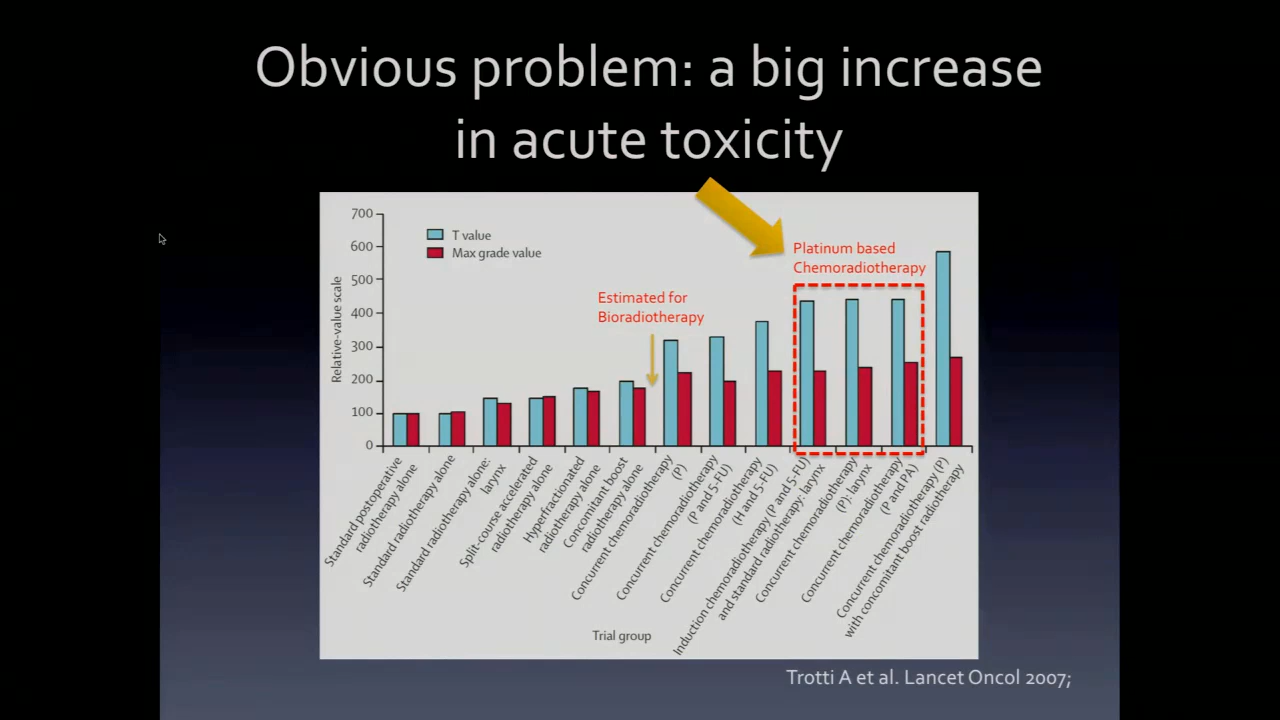 Obvious problem: a big increase
in acute toxicity
700
600
500
400
300
200
100
0
Relative-value scale
T value
Max grade value
Estimated for
Bioradiotherapy
Platinum based
Chemoradiotherapy
Standard postoperative
radiotherapy alone
Standard radiotherapy alone
Standard radiotherapy alone:
larynx
Split-course accelerated
radiotherapy alone
Hyperfractionated
radiotherapy alone
Concomitant boost
radiotherapy alone
Concurrent chemoradiotherapy
(P)
Concurrent chemoradiotherapy
(P and 5-FU)
Concurrent chemoradiotherapy
(H and 5-FU)
Induction chemoradiotherapy (P and 5-FU)
and standard radiotherapy: larynx
Concurrent chemoradiotherapy
(P): larynx
Concurrent chemoradiotherapy
(P and PA)
Concurrent chemoradiotherapy (P)
with concomitant boost radiotherapy
Trial group
Trotti A et al. Lancet Oncol 2007;